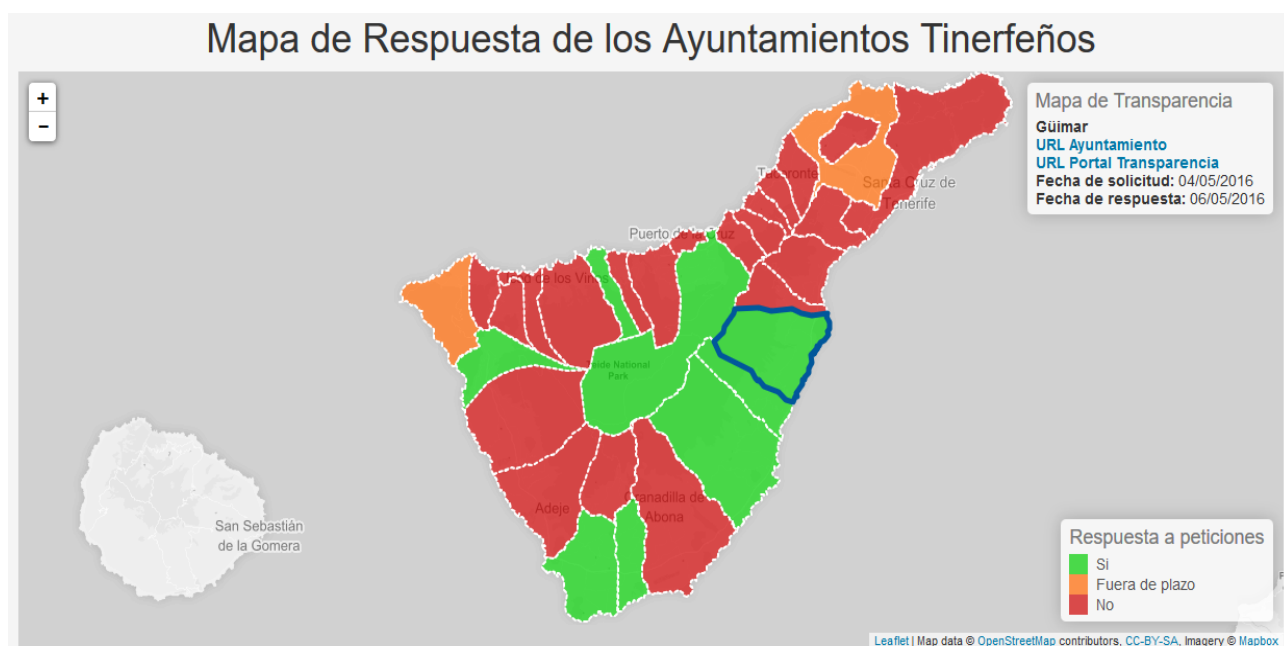 Mapa de Respuesta de los Ayuntamientos Tinerfeños
+
−
Mapa de Transparencia
Güimar
URL Ayuntamiento
URL Portal Transparencia
Fecha de solicitud: 04/05/2016
Fecha de respuesta: 06/05/2016
Tacoronte
Santa Cruz de
Tenerife
Puerto de la Cruz
Icod de los Vinos
Teide National
Park
Adeje
Granadilla de
Abona
San Sebastián
de la Gomera
Respuesta a peticiones
Si
Fuera de plazo
No
Leaflet | Map data © OpenStreetMap contributors, CC-BY-SA, Imagery © Mapbox